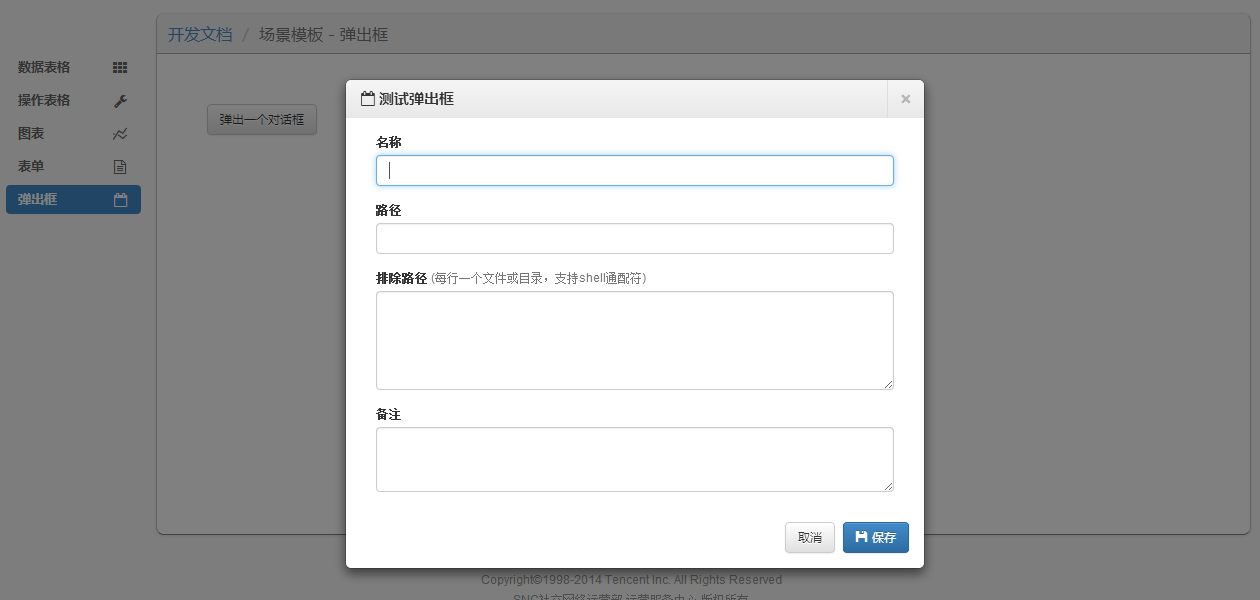 开发文档 / 场景模板 - 弹出框
数据表格
操作表格
图表
表单
弹出框
弹出一个对话框
测试弹出框 ×
名称
路径
排除路径 (每行一个文件或目录，支持shell通配符)
备注
取消 保存
Copyright©1998-2014 Tencent Inc. All Rights Reserved
SNG社交网络运营部 运营服务中心 版权所有